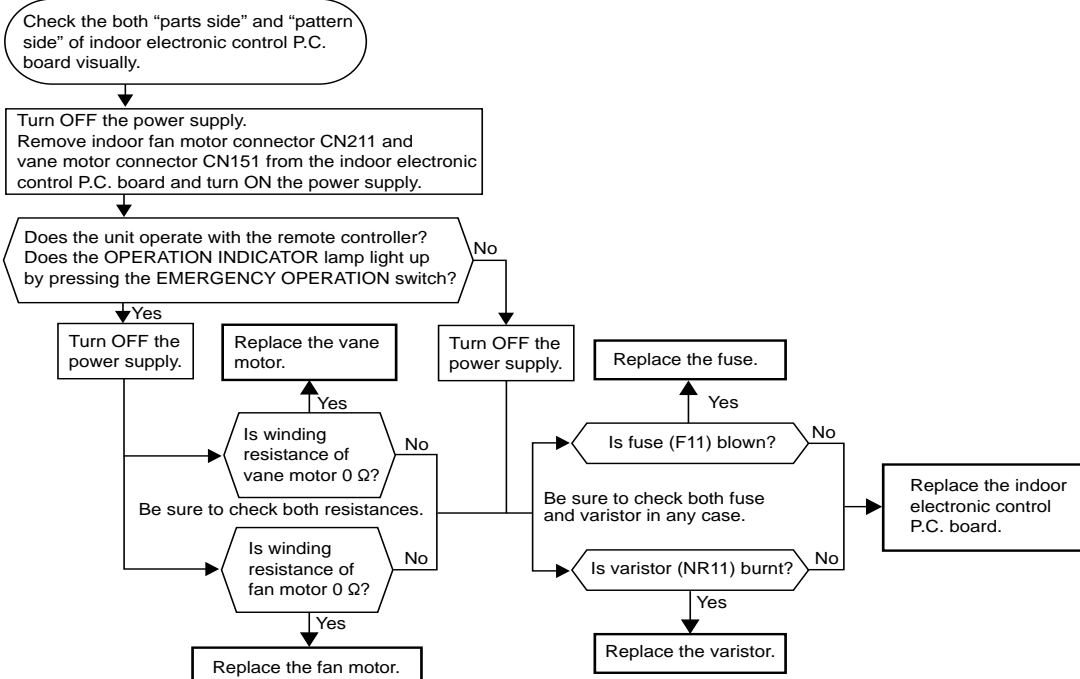 Check the both “parts side” and “pattern
side” of indoor electronic control P.C.
board visually.
Turn OFF the power supply.
Remove indoor fan motor connector CN211 and
vane motor connector CN151 from the indoor electronic
control P.C. board and turn ON the power supply.
Does the unit operate with the remote controller?
Does the OPERATION INDICATOR lamp light up
by pressing the EMERGENCY OPERATION switch?
No
Yes
Turn OFF the
power supply.
Replace the vane
motor.
Turn OFF the
power supply.
Replace the fuse.
Yes
Yes
Is winding
resistance of
vane motor 0 Ω?
No
Is fuse (F11) blown?
No
Be sure to check both resistances.
Be sure to check both fuse
and varistor in any case.
Replace the indoor
electronic control
P.C. board.
Is winding
resistance of
fan motor 0 Ω?
No
Is varistor (NR11) burnt?
No
Yes
Yes
Replace the fan motor.
Replace the varistor.